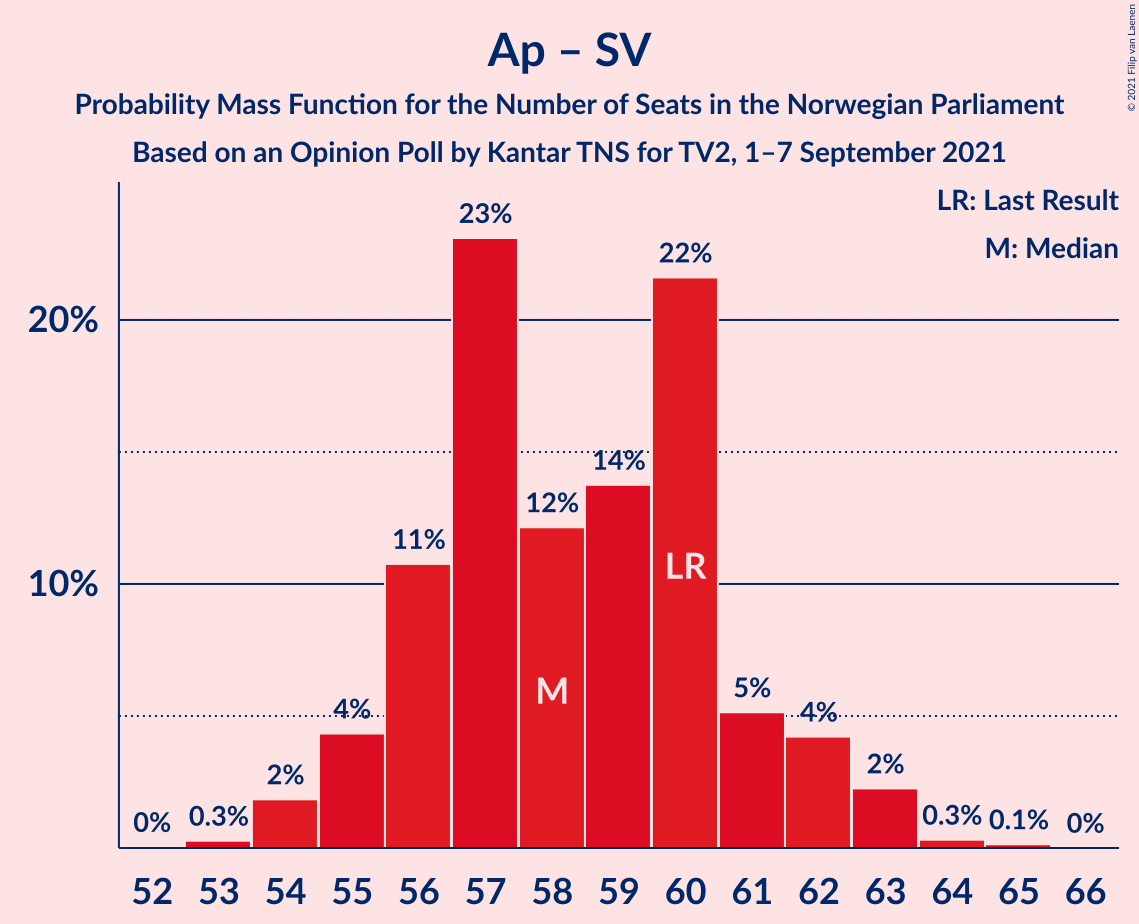 Ap – SV
Probability Mass Function for the Number of Seats in the Norwegian Parliament
Based on an Opinion Poll by Kantar TNS for TV2, 1–7 September 2021
© 2021 Filip van Laenen
LR: Last Result
M: Median
20%
10%
0%
0.3%
2%
4%
11%
23%
12%
14%
22%
5%
4%
2%
0.3%
0.1%
0%
M
LR
52 53 54 55 56 57 58 59 60 61 62 63 64 65 66